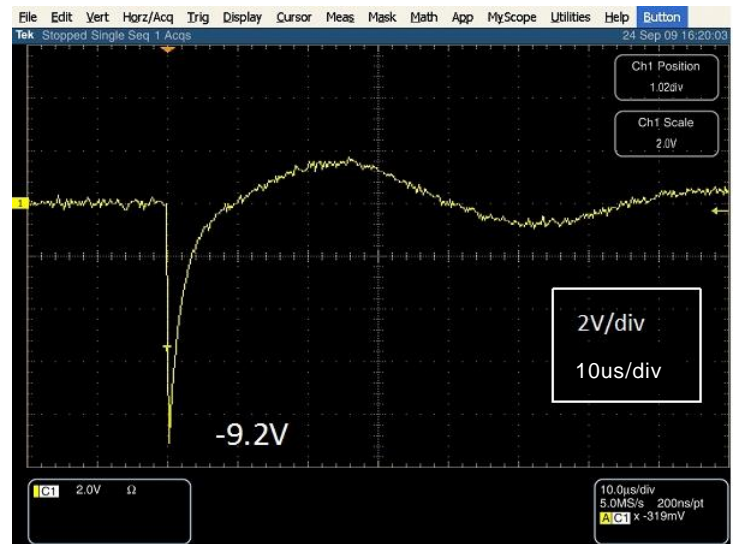 File Edit Vert Horz/Acq Trig Display Cursor Meas Mask Math App MyScope Utilities Help Button
Tek Stopped Single Seq 1 Acqs 24 Sep 09 16:20:03
Ch1 Position
1.02div
Ch1 Scale
2.0V
1
2V/div
10us/div
-9.2V
C1 2.0V Ω
10.0µs/div
5.0MS/s 200ns/pt
A C1 x -319mV